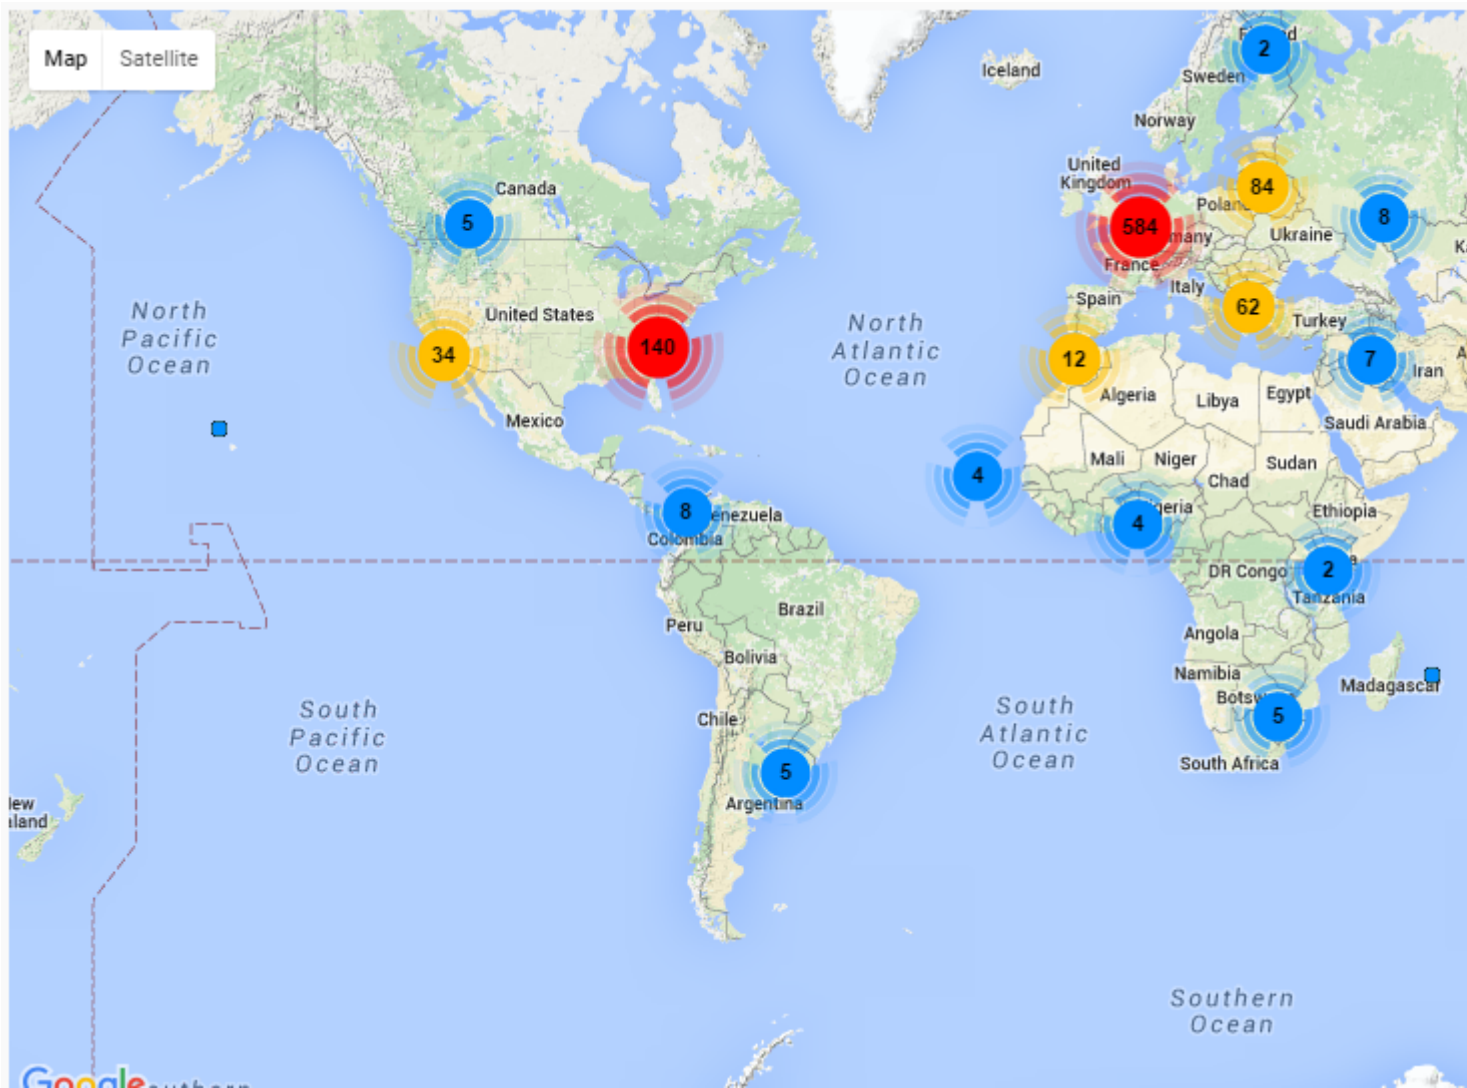 Map Satellite
Iceland
2
Sweden
Norway
United
Kingdom
84
Canada
5
584
8
Ukraine
France
Italy
Spain
62
Turkey
North
Pacific
Ocean
United States
34
140
North
Atlantic
Ocean
12
7
Iran
Algeria
Libya
Egypt
Saudi Arabia
Mexico
Mali
Niger
Chad
Sudan
4
8
4
Ethiopia
Colombia
DR Congo
2
Tanzania
Brazil
Peru
Angola
Bolivia
Namibia
Madagascar
South
Pacific
Ocean
Chile
South
Atlantic
Ocean
5
South Africa
5
Argentina
Southern
Ocean
Google